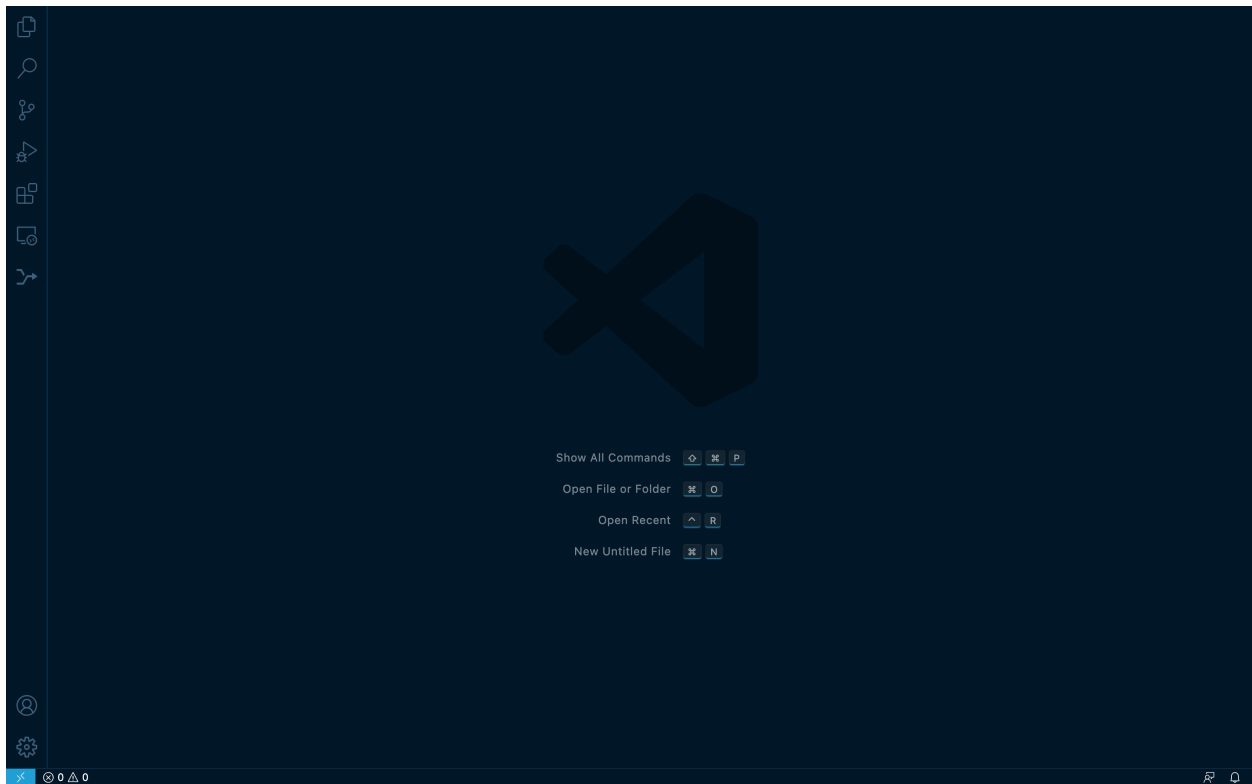 Show All Commands ⇧ ⌘ P
Open File or Folder ⌘ O
Open Recent ^ R
New Untitled File ⌘ N
0 0